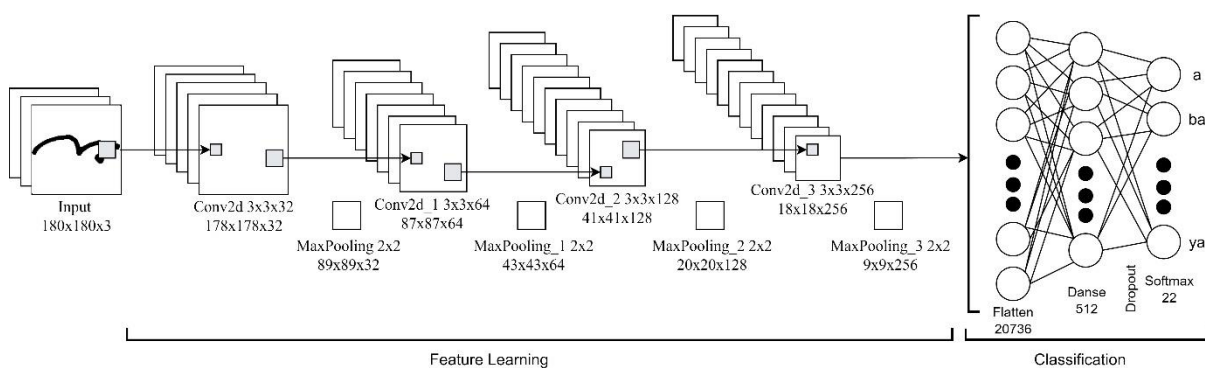 Input
180x180x3
Conv2d 3x3x32
178x178x32
MaxPooling 2x2
89x89x32
Conv2d_1 3x3x64
87x87x64
MaxPooling_1 2x2
43x43x64
Conv2d_2 3x3x128
41x41x128
MaxPooling_2 2x2
20x20x128
Conv2d_3 3x3x256
18x18x256
MaxPooling_3 2x2
9x9x256
Flatten
20736
Danse
512
Dropout
Softmax
22
a
ba
ya
Feature Learning
Classification